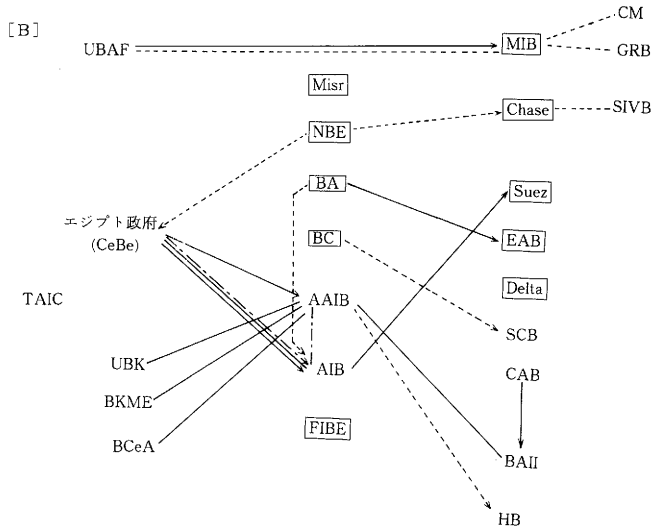 [B]
CM
UBAF
MIB
GRB
Misr
Chase
SIVB
NBE
BA
Suez
エジプト政府
(CeBe)
BC
EAB
Delta
TAIC
AAIB
SCB
UBK
AIB
CAB
BKME
FIBE
BCeA
BAII
HB